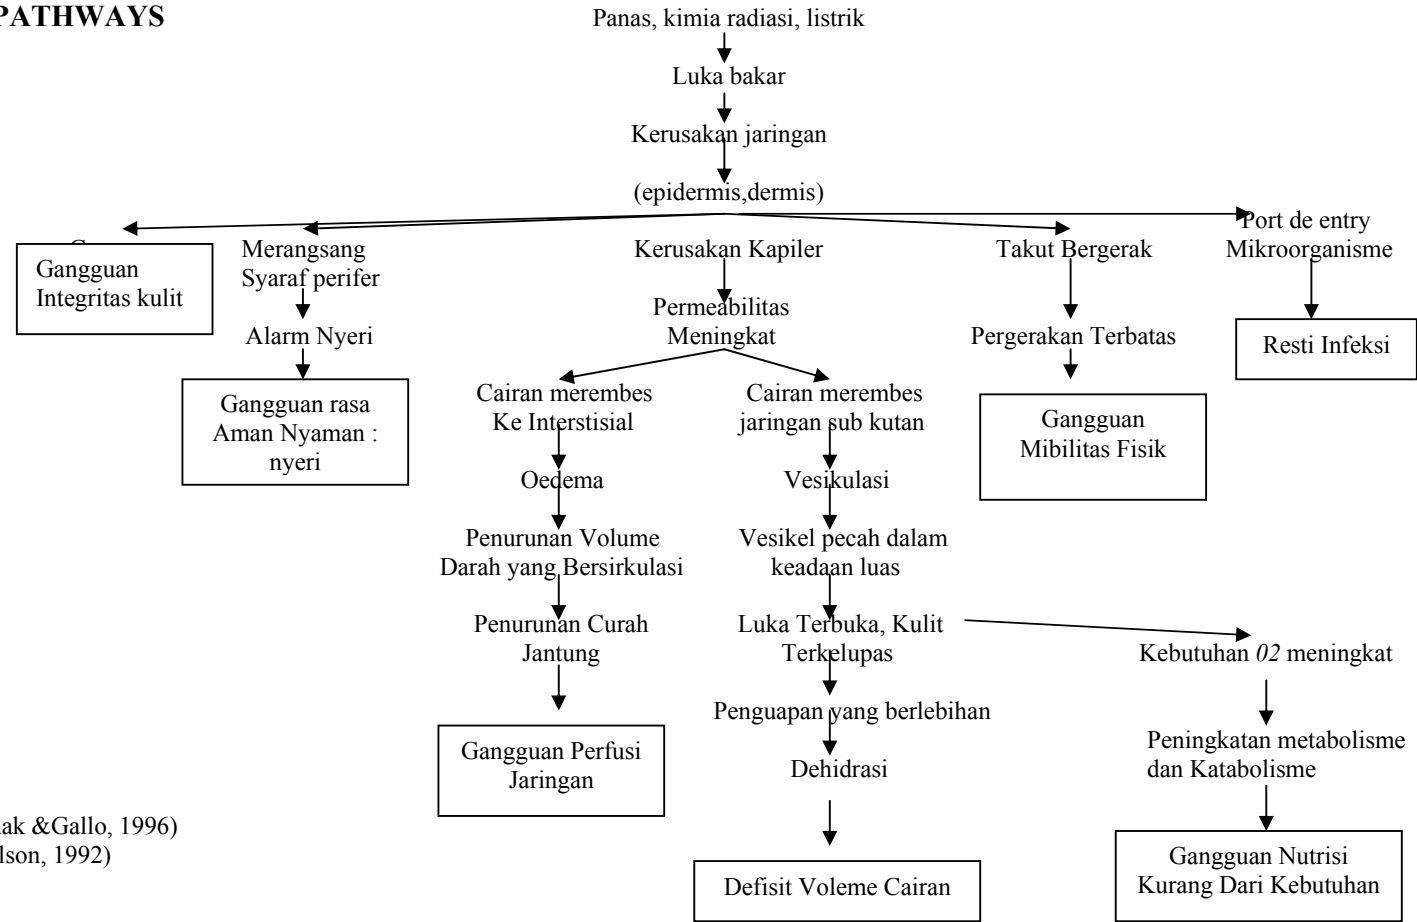 PATHWAYS
Panas, kimia radiasi, listrik
Luka bakar
Kerusakan jaringan
(epidermis,dermis)
Gangguan
Integritas kulit
Merangsang
Syaraf perifer
Alarm Nyeri
Gangguan rasa
Aman Nyaman :
nyeri
Kerusakan Kapiler
Permeabilitas
Meningkat
Cairan merembes
Ke Interstisial
Oedema
Penurunan Volume
Darah yang Bersirkulasi
Penurunan Curah
Jantung
Gangguan Perfusi
Jaringan
Cairan merembes
jaringan sub kutan
Vesikulasi
Vesikel pecah dalam
keadaan luas
Luka Terbuka, Kulit
Terkelupas
Penguapan yang berlebihan
Dehidrasi
Defisit Voleme Cairan
Takut Bergerak
Pergerakan Terbatas
Gangguan
Mibilitas Fisik
Port de entry
Mikroorganisme
Resti Infeksi
Kebutuhan 02 meningkat
Peningkatan metabolisme
dan Katabolisme
Gangguan Nutrisi
Kurang Dari Kebutuhan
&Gallo, 1996)
1992)